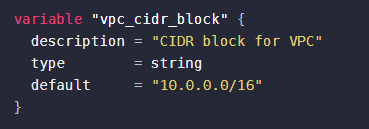 variable "vpc_cidr_block" {
  description = "CIDR block for VPC"
  type        = string
  default     = "10.0.0.0/16"
}